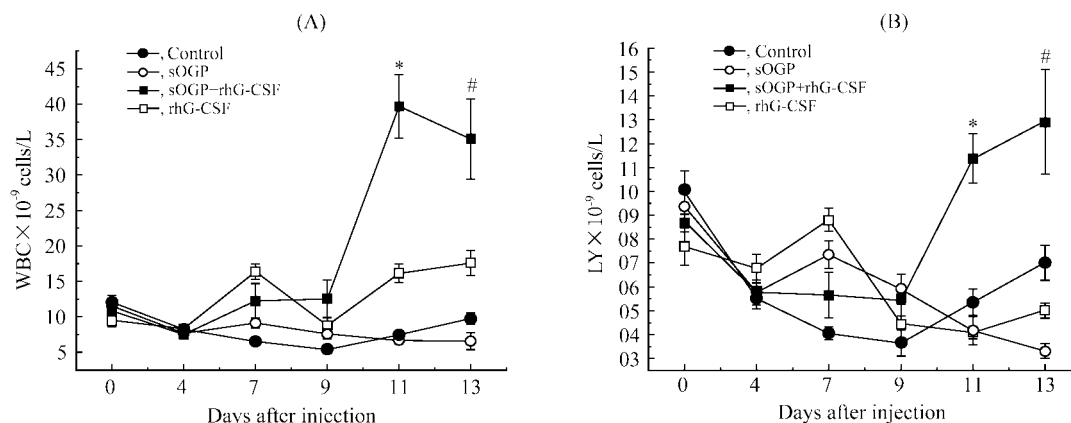 (A)
●, Control
○, sOGP
■, sOGP−rhG-CSF
□, rhG-CSF
*
#
45
40
35
30
25
20
15
10
5
WBC×10⁻⁹ cells/L
0 4 7 9 11 13
Days after injection
(B)
●, Control
○, sOGP
■, sOGP+rhG-CSF
□, rhG-CSF
*
#
16
15
14
13
12
11
10
09
08
07
06
05
04
03
LY×10⁻⁹ cells/L
0 4 7 9 11 13
Days after injection